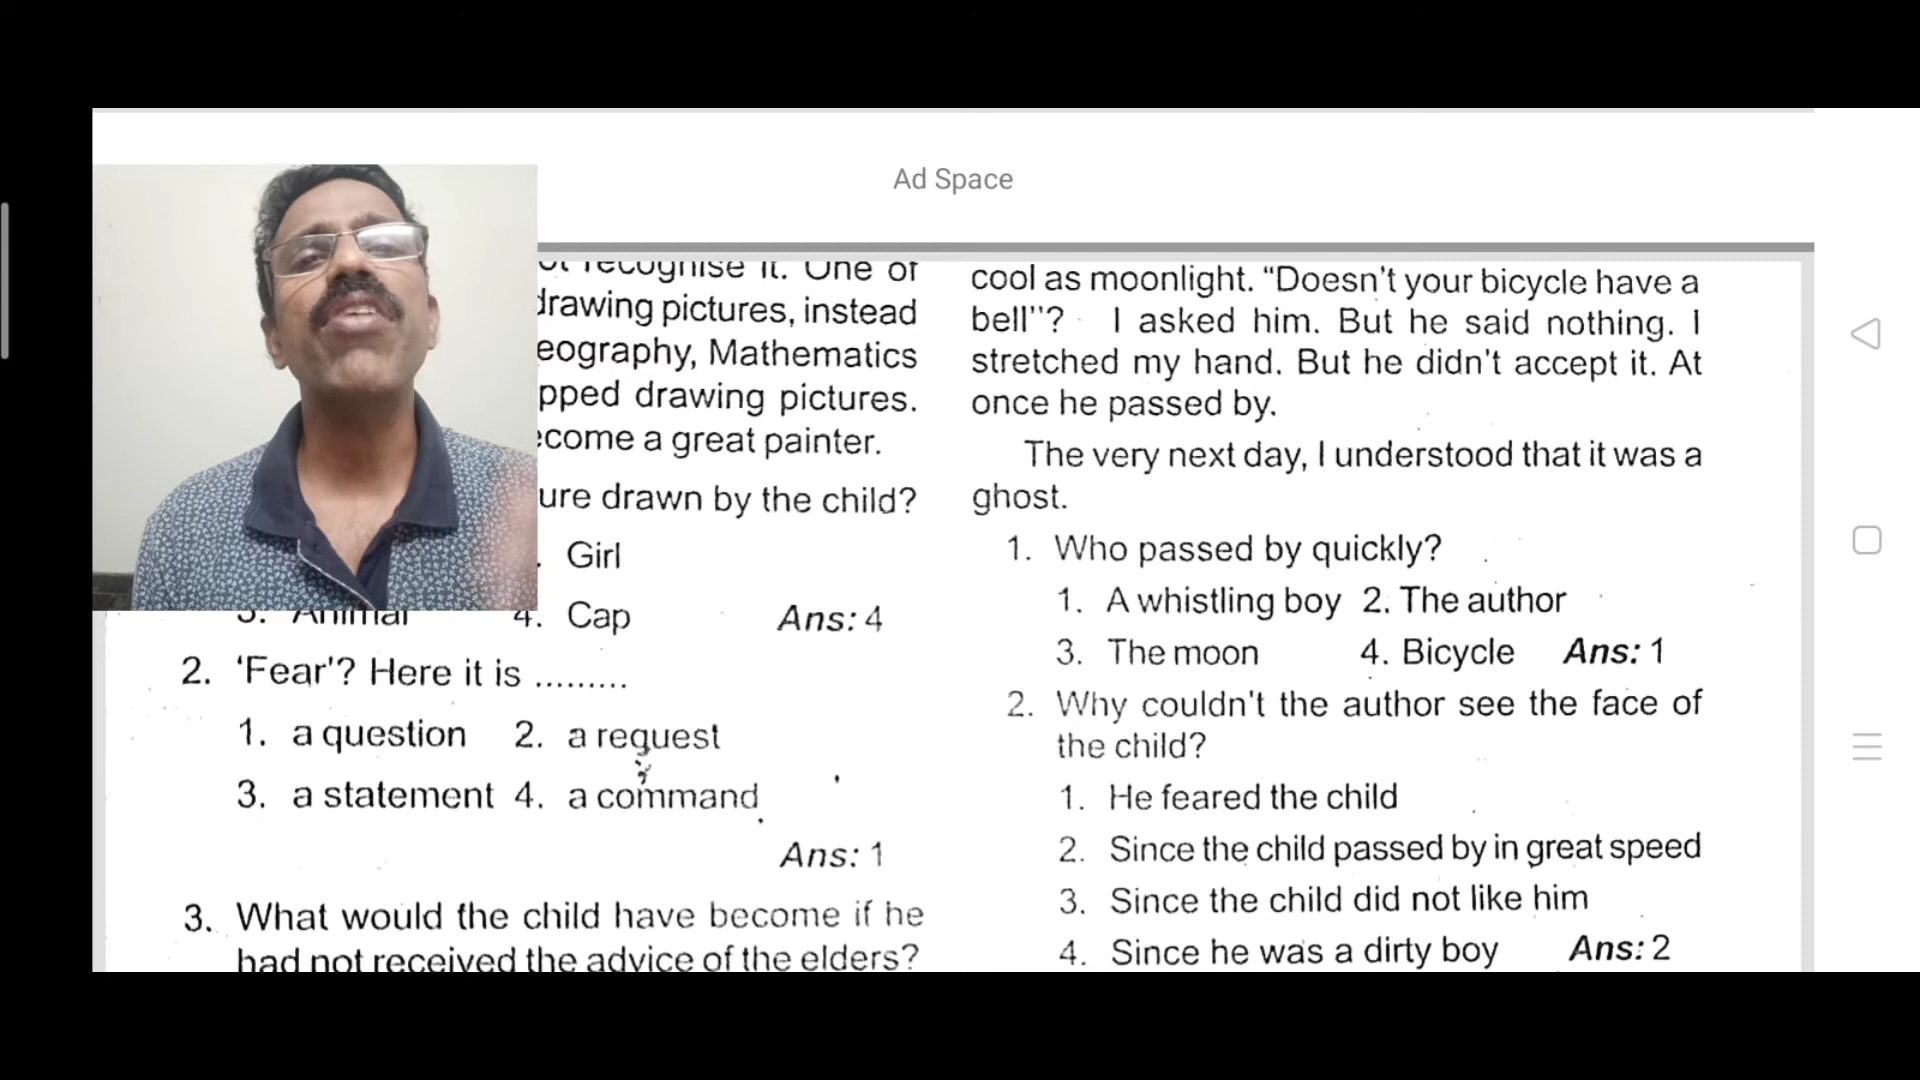 Ad Space
recognise it. One of
drawing pictures, instead
eography, Mathematics
pped drawing pictures.
come a great painter.
ure drawn by the child?
Girl
3. Animal 4. Cap Ans: 4
2. 'Fear'? Here it is .........
1. a question 2. a request
3. a statement 4. a command
Ans: 1
3. What would the child have become if he
had not received the advice of the elders?
cool as moonlight. "Doesn't your bicycle have a
bell"? I asked him. But he said nothing. I
stretched my hand. But he didn't accept it. At
once he passed by.
The very next day, I understood that it was a
ghost.
1. Who passed by quickly?
1. A whistling boy 2. The author
3. The moon 4. Bicycle Ans: 1
2. Why couldn't the author see the face of
the child?
1. He feared the child
2. Since the child passed by in great speed
3. Since the child did not like him
4. Since he was a dirty boy Ans: 2